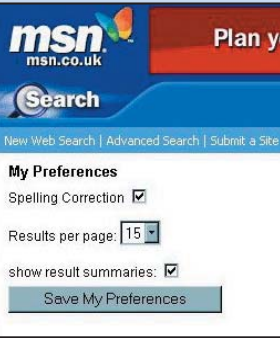 msn
msn.co.uk
Plan y
Search
New Web Search | Advanced Search | Submit a Site
My Preferences
Spelling Correction
Results per page: 15
show result summaries:
Save My Preferences